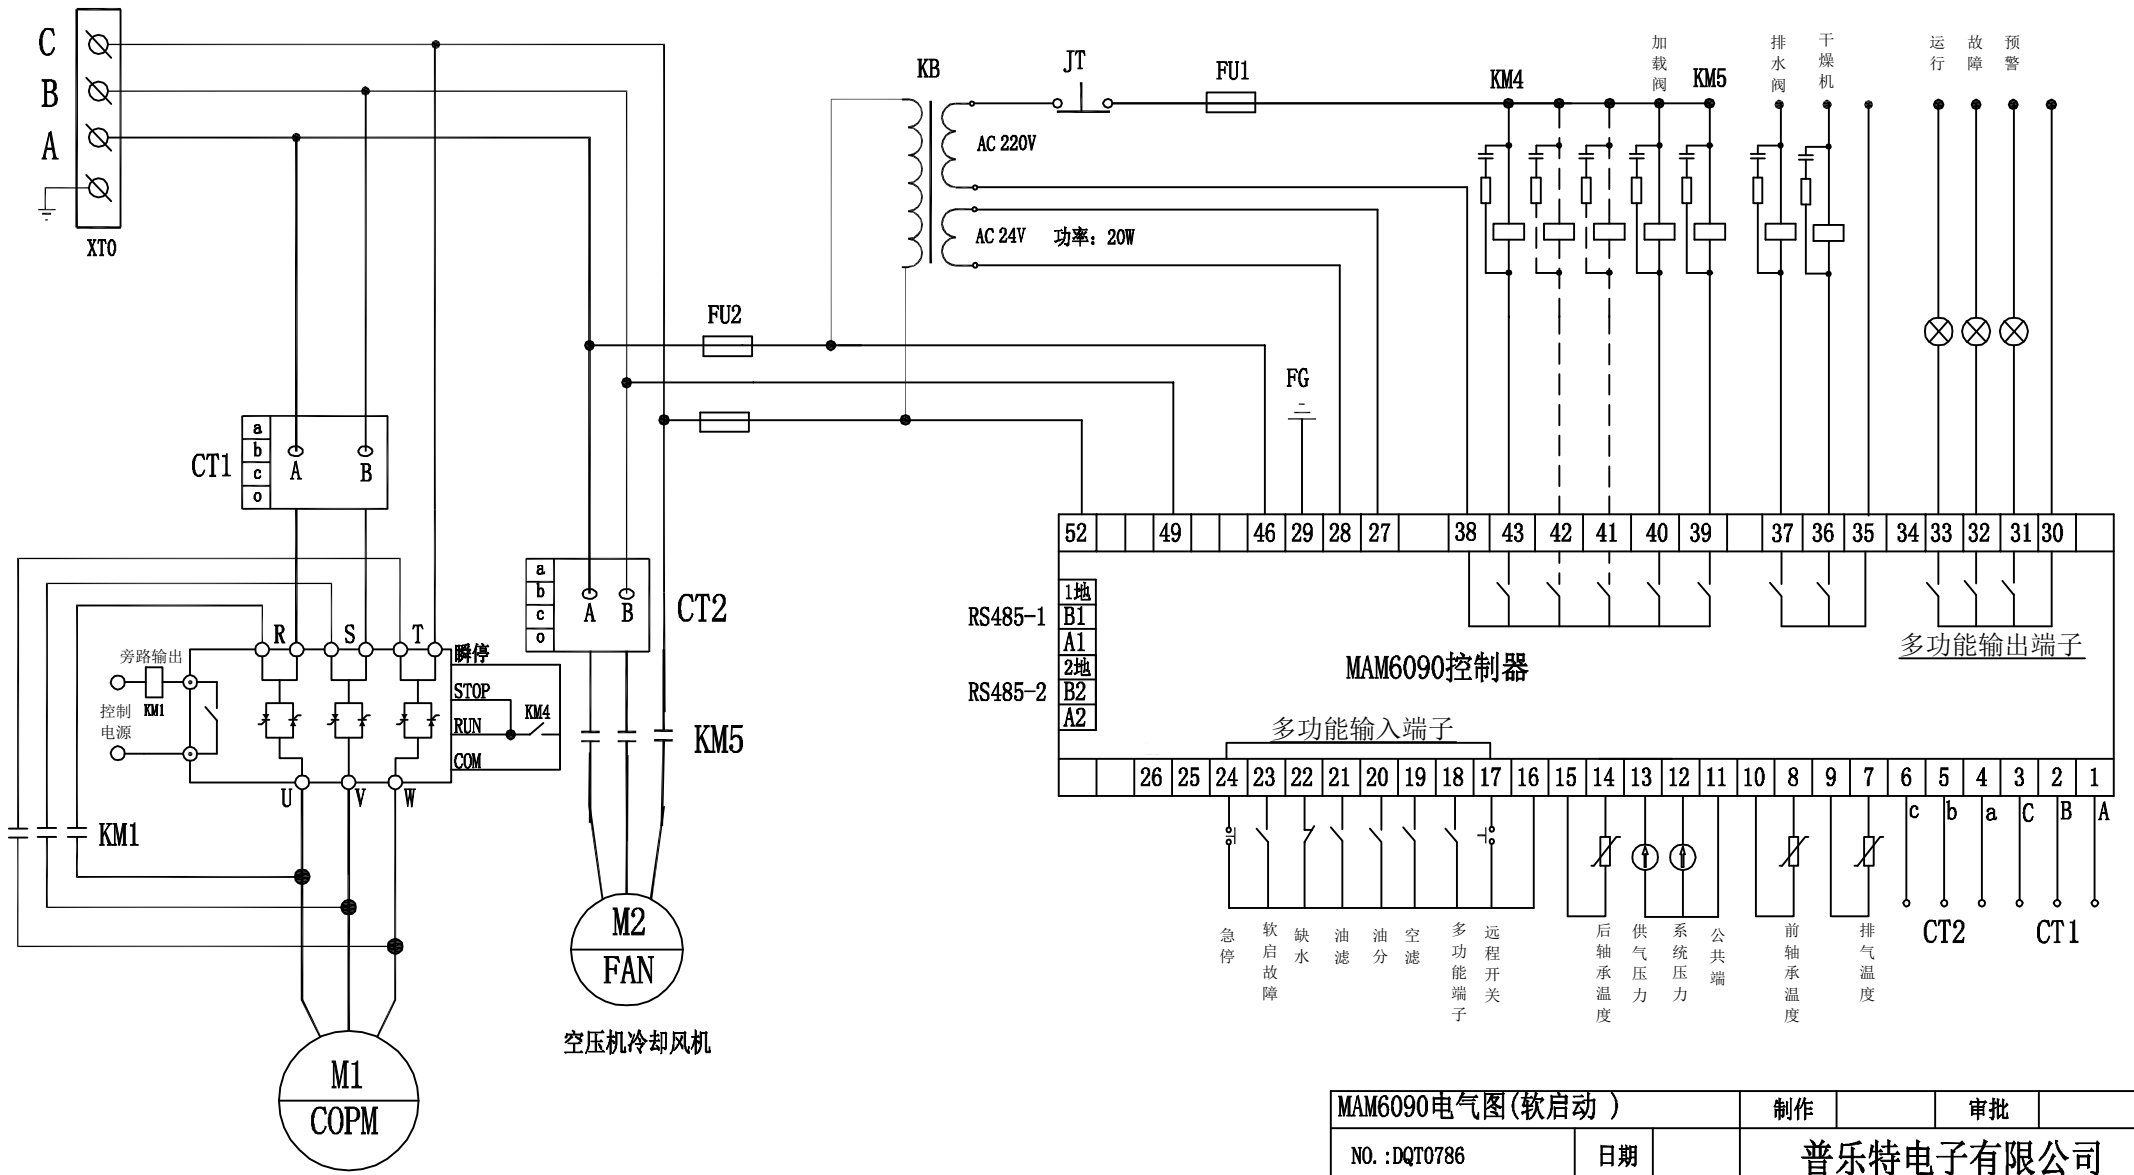 C
B
A
XT0
KB
JT
FU1
KM4
加载阀
KM5
排水阀
干燥机
运行
故障
预警
AC 220V
AC 24V 功率: 20W
FU2
FG
CT1
a
b
c
o
A
B
52 49 46 29 28 27 38 43 42 41 40 39 37 36 35 34 33 32 31 30
CT2
a
b
c
o
A
B
RS485-1
1地
B1
A1
RS485-2
2地
B2
A2
MAM6090控制器
多功能输出端子
多功能输入端子
R
S
T
瞬停
STOP
RUN
COM
KM4
旁路输出
KM1
控制
电源
U
V
W
KM5
KM1
26 25 24 23 22 21 20 19 18 17 16 15 14 13 12 11 10 8 9 7 6 5 4 3 2 1
c b a C B A
急停
软启故障
缺水
油滤
油分
空滤
多功能端子
远程开关
后轴承温度
供气压力
系统压力
公共端
前轴承温度
排气温度
CT2
CT1
M2
FAN
空压机冷却风机
M1
COPM
MAM6090电气图(软启动 )
制作
审批
NO.:DQT0786
日期
普乐特电子有限公司